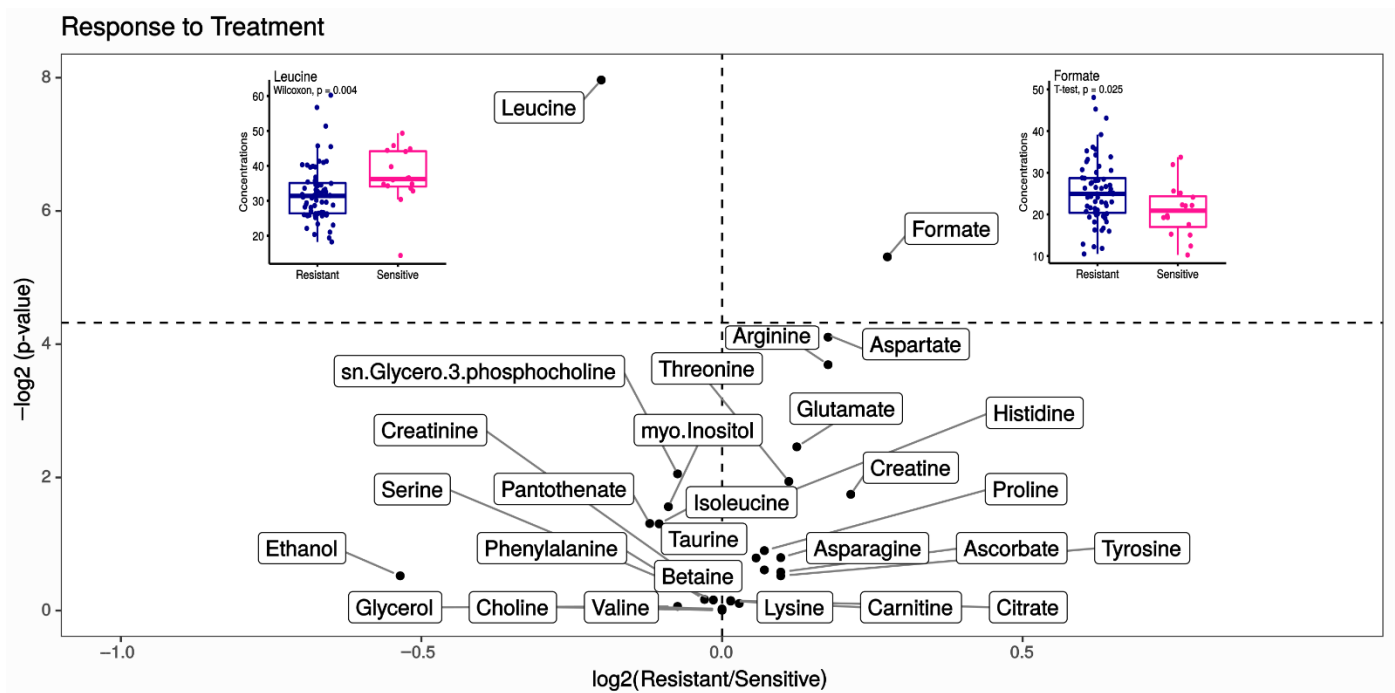 Response to Treatment
8
6
4
2
0
−log2 (p−value)
−1.0
−0.5
0.0
0.5
log2(Resistant/Sensitive)
Leucine
Wilcoxon, p = 0.004
60
50
40
30
20
Concentrations
Resistant
Sensitive
Leucine
Formate
T-test, p = 0.025
50
40
30
20
10
Concentrations
Resistant
Sensitive
Formate
Arginine
Aspartate
sn.Glycero.3.phosphocholine
Threonine
Glutamate
Histidine
Creatinine
myo.Inositol
Creatine
Serine
Pantothenate
Isoleucine
Proline
Taurine
Ethanol
Phenylalanine
Asparagine
Ascorbate
Tyrosine
Betaine
Glycerol
Choline
Valine
Lysine
Carnitine
Citrate